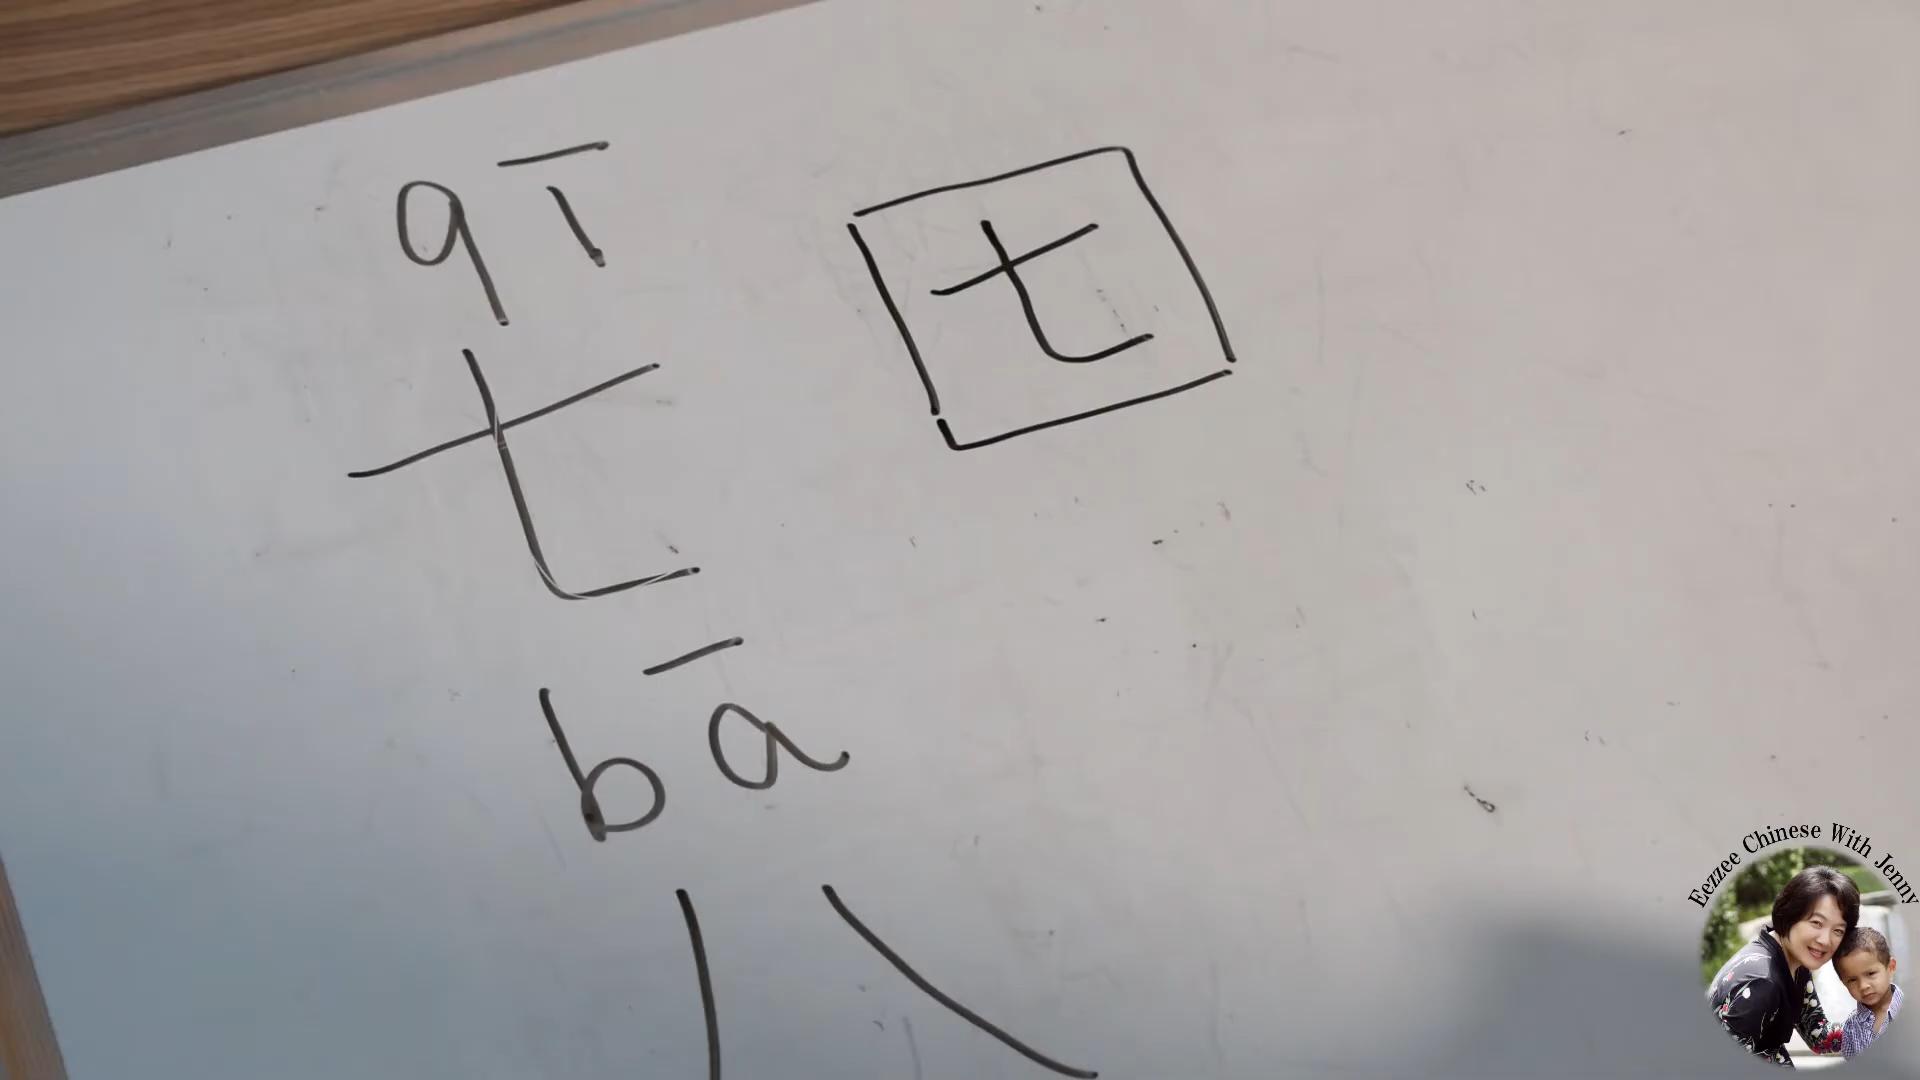 qī
七
七
bā
八
Eezzee Chinese With Jenny